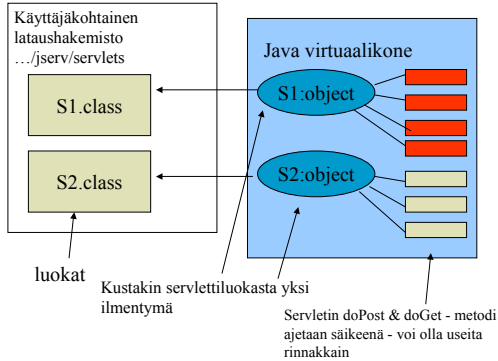 Käyttäjäkohtainen
lataushakemisto
…/jserv/servlets
S1.class
S2.class
luokat
Java virtuaalikone
S1:object
S2:object
Kustakin servlettiluokasta yksi
ilmentymä
Servletin doPost & doGet - metodi
ajetaan säikeenä - voi olla useita
rinnakkain